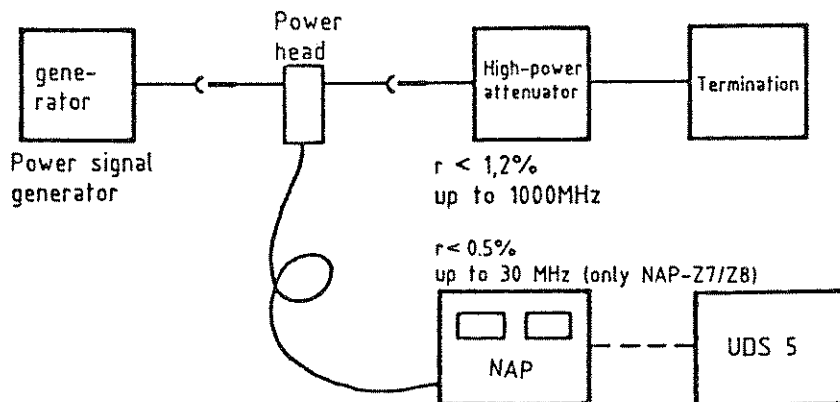 Power
head
gene-
rator
High-power
attenuator
Termination
Power signal
generator
r < 1,2%
up to 1000MHz
r < 0.5%
up to 30 MHz (only NAP-Z7/Z8)
NAP
UDS 5